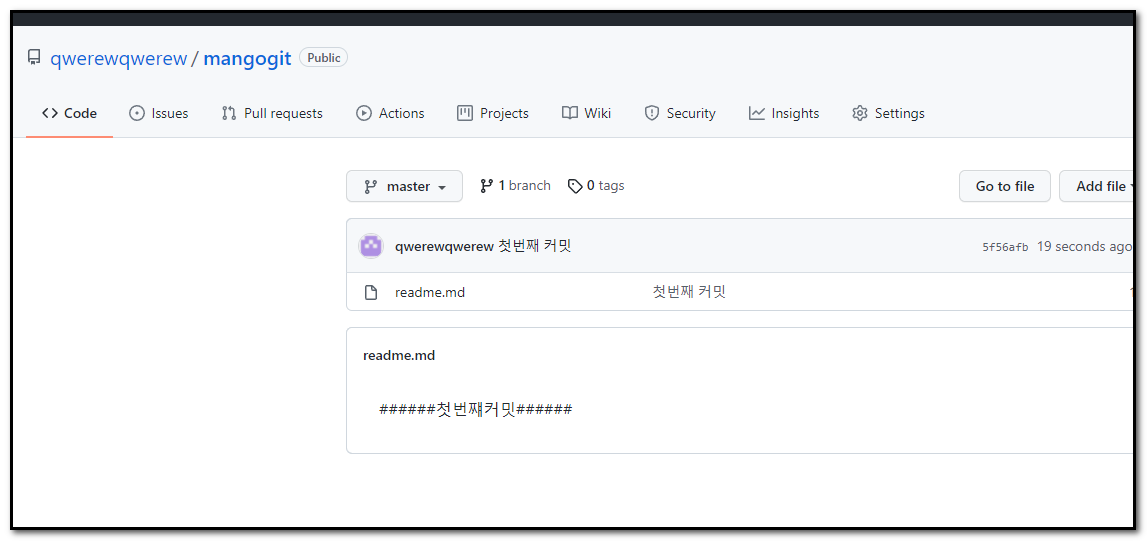 qwerewqwerew / mangogit Public
Code Issues Pull requests Actions Projects Wiki Security Insights Settings
master 1 branch 0 tags Go to file Add file
qwerewqwerew 첫번째 커밋 5f56afb 19 seconds ago
readme.md 첫번째 커밋
readme.md
######첫번쨰커밋######